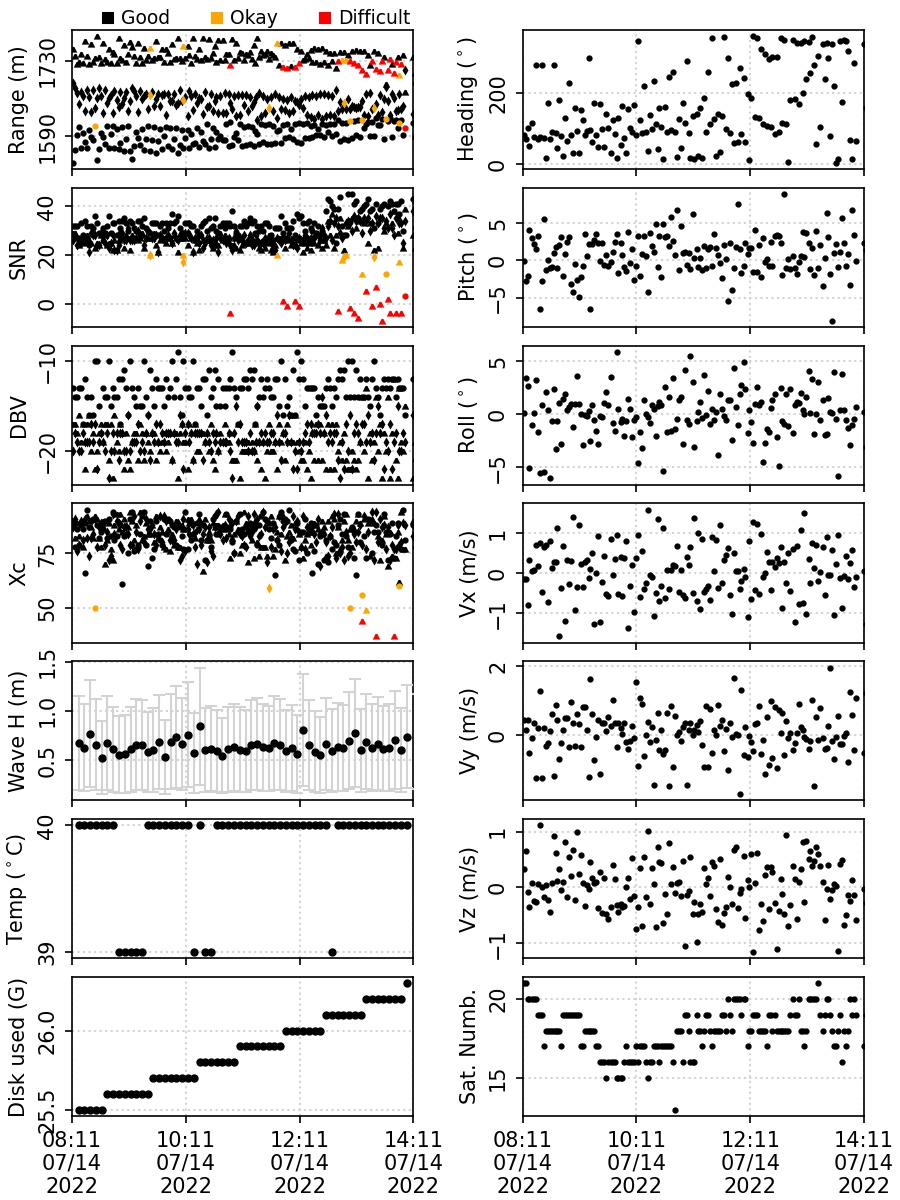 Good Okay Difficult
Range (m)
1730
1590
Heading (°)
200
0
SNR
40
20
0
Pitch (°)
5
0
−5
DBV
−10
−20
Roll (°)
5
0
−5
Xc
75
50
Vx (m/s)
1
0
−1
Wave H (m)
1.5
1.0
0.5
Vy (m/s)
2
0
Temp (°C)
40
39
Vz (m/s)
1
0
−1
Disk used (G)
26.0
25.5
Sat. Numb.
20
15
08:11 10:11 12:11 14:11
07/14 07/14 07/14 07/14
2022 2022 2022 2022
08:11 10:11 12:11 14:11
07/14 07/14 07/14 07/14
2022 2022 2022 2022